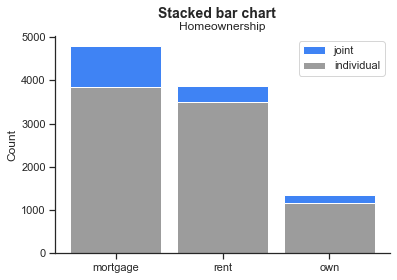 Stacked bar chart
Homeownership
joint
individual
5000
4000
3000
2000
1000
0
Count
mortgage rent own